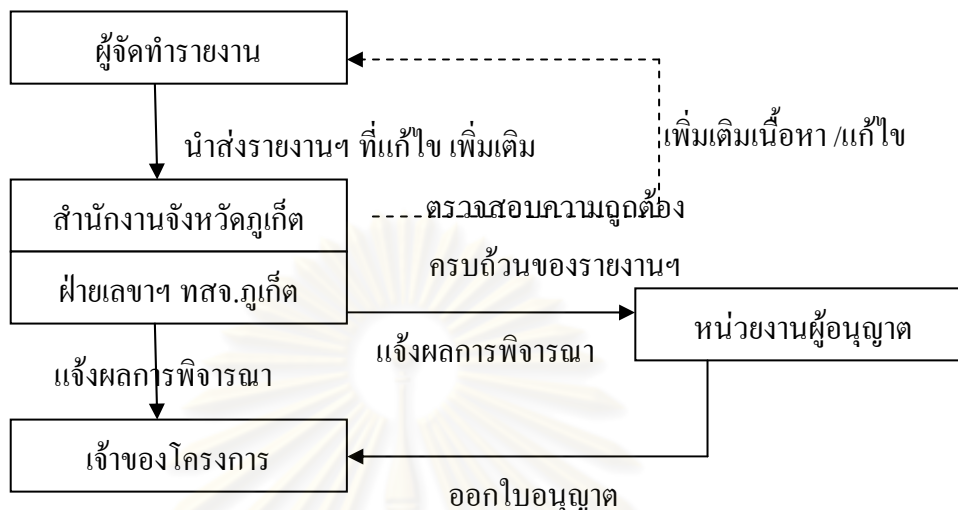 ผู้จัดทำรายงาน
นำส่งรายงานฯ ที่แก้ไข เพิ่มเติม
เพิ่มเติมเนื้อหา /แก้ไข
สำนักงานจังหวัดภูเก็ต
ตรวจสอบความถูกต้อง
ครบถ้วนของรายงานฯ
ฝ่ายเลขาฯ ทสจ.ภูเก็ต
หน่วยงานผู้อนุญาต
แจ้งผลการพิจารณา
แจ้งผลการพิจารณา
เจ้าของโครงการ
ออกใบอนุญาต